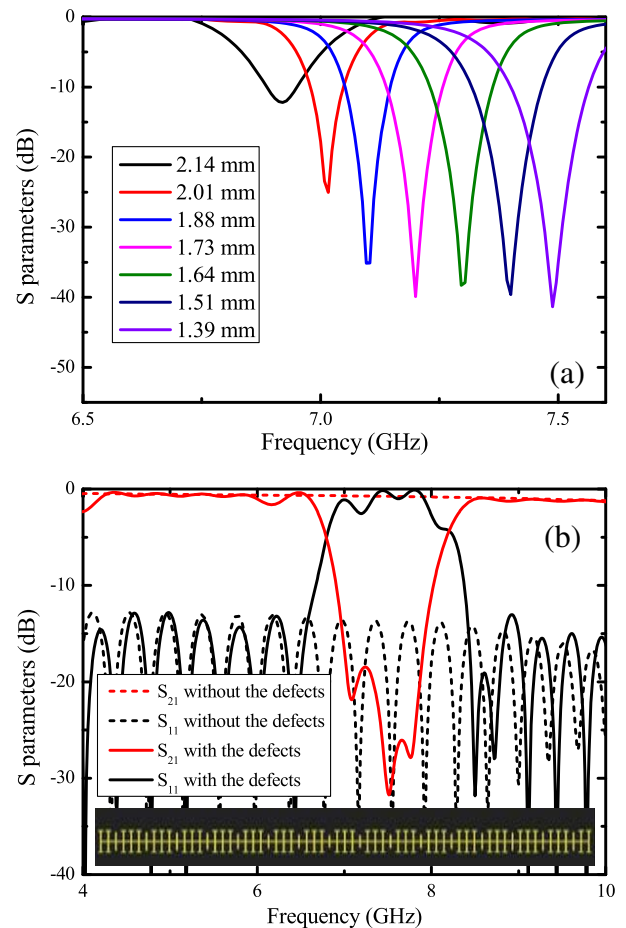 0
-10
-20
-30
-40
-50
S parameters (dB)
2.14 mm
2.01 mm
1.88 mm
1.73 mm
1.64 mm
1.51 mm
1.39 mm
(a)
6.5
7.0
7.5
Frequency (GHz)
0
-10
-20
-30
-40
S parameters (dB)
(b)
S21 without the defects
S11 without the defects
S21 with the defects
S11 with the defects
4
6
8
10
Frequency (GHz)